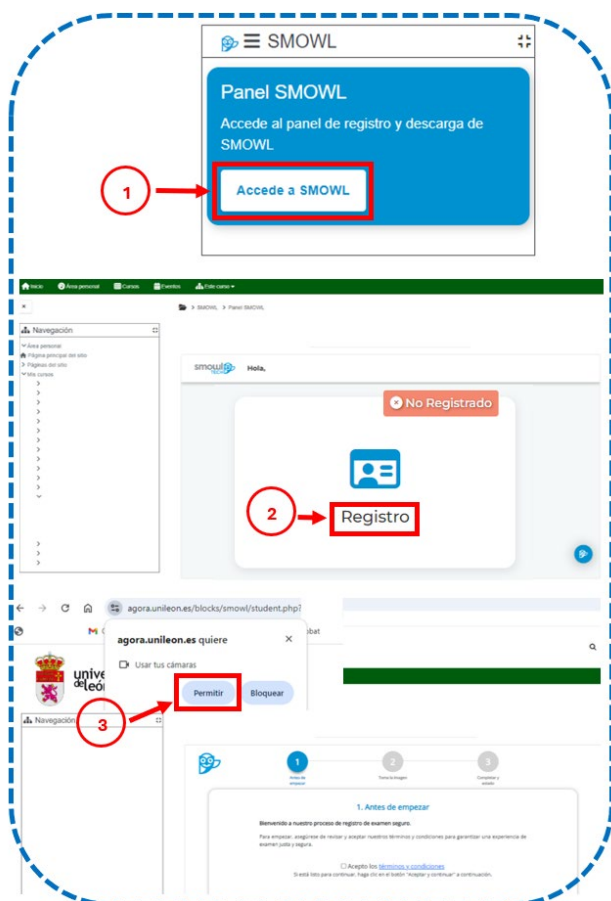 SMOWL
Panel SMOWL
Accede al panel de registro y descarga de
SMOWL
1
Accede a SMOWL
Inicio Área personal Cursos Eventos Este curso
> SMOWL > Panel SMOWL
Navegación
Área personal
Página principal del sitio
Páginas del sitio
Mis cursos
smowl TECH Hola,
No Registrado
2
Registro
agora.unileon.es/blocks/smowl/student.php?
agora.unileon.es quiere
Usar tus cámaras
Permitir Bloquear
3
Navegación
1 2 3
Antes de
empezar
Toma la imagen
Completar y
estado
1. Antes de empezar
Bienvenido a nuestro proceso de registro de examen seguro.
Para empezar, asegúrese de revisar y aceptar nuestros términos y condiciones para garantizar una experiencia de
examen justa y segura.
Acepto los términos y condiciones
Si está listo para continuar, haga clic en el botón "Aceptar y continuar" a continuación.